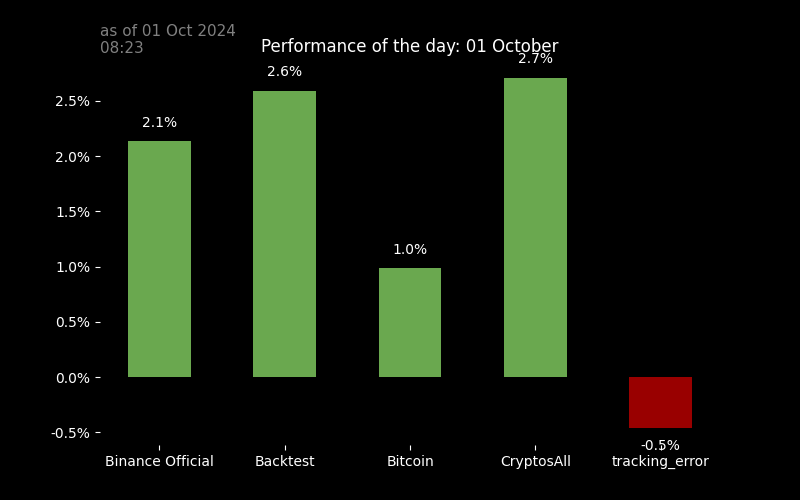 as of 01 Oct 2024
08:23
Performance of the day: 01 October
2.7%
2.6%
2.5%
2.1%
2.0%
1.5%
1.0%
1.0%
0.5%
0.0%
-0.5%
-0.5%
Binance Official
Backtest
Bitcoin
CryptosAll
tracking_error